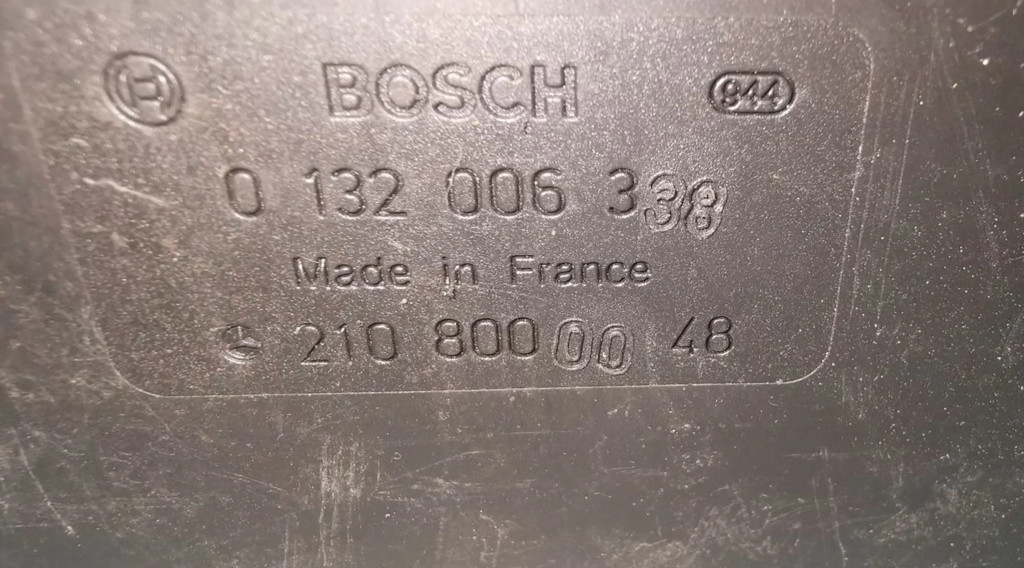 BOSCH 944
0 132 006 338
Made in France
210 800 00 48